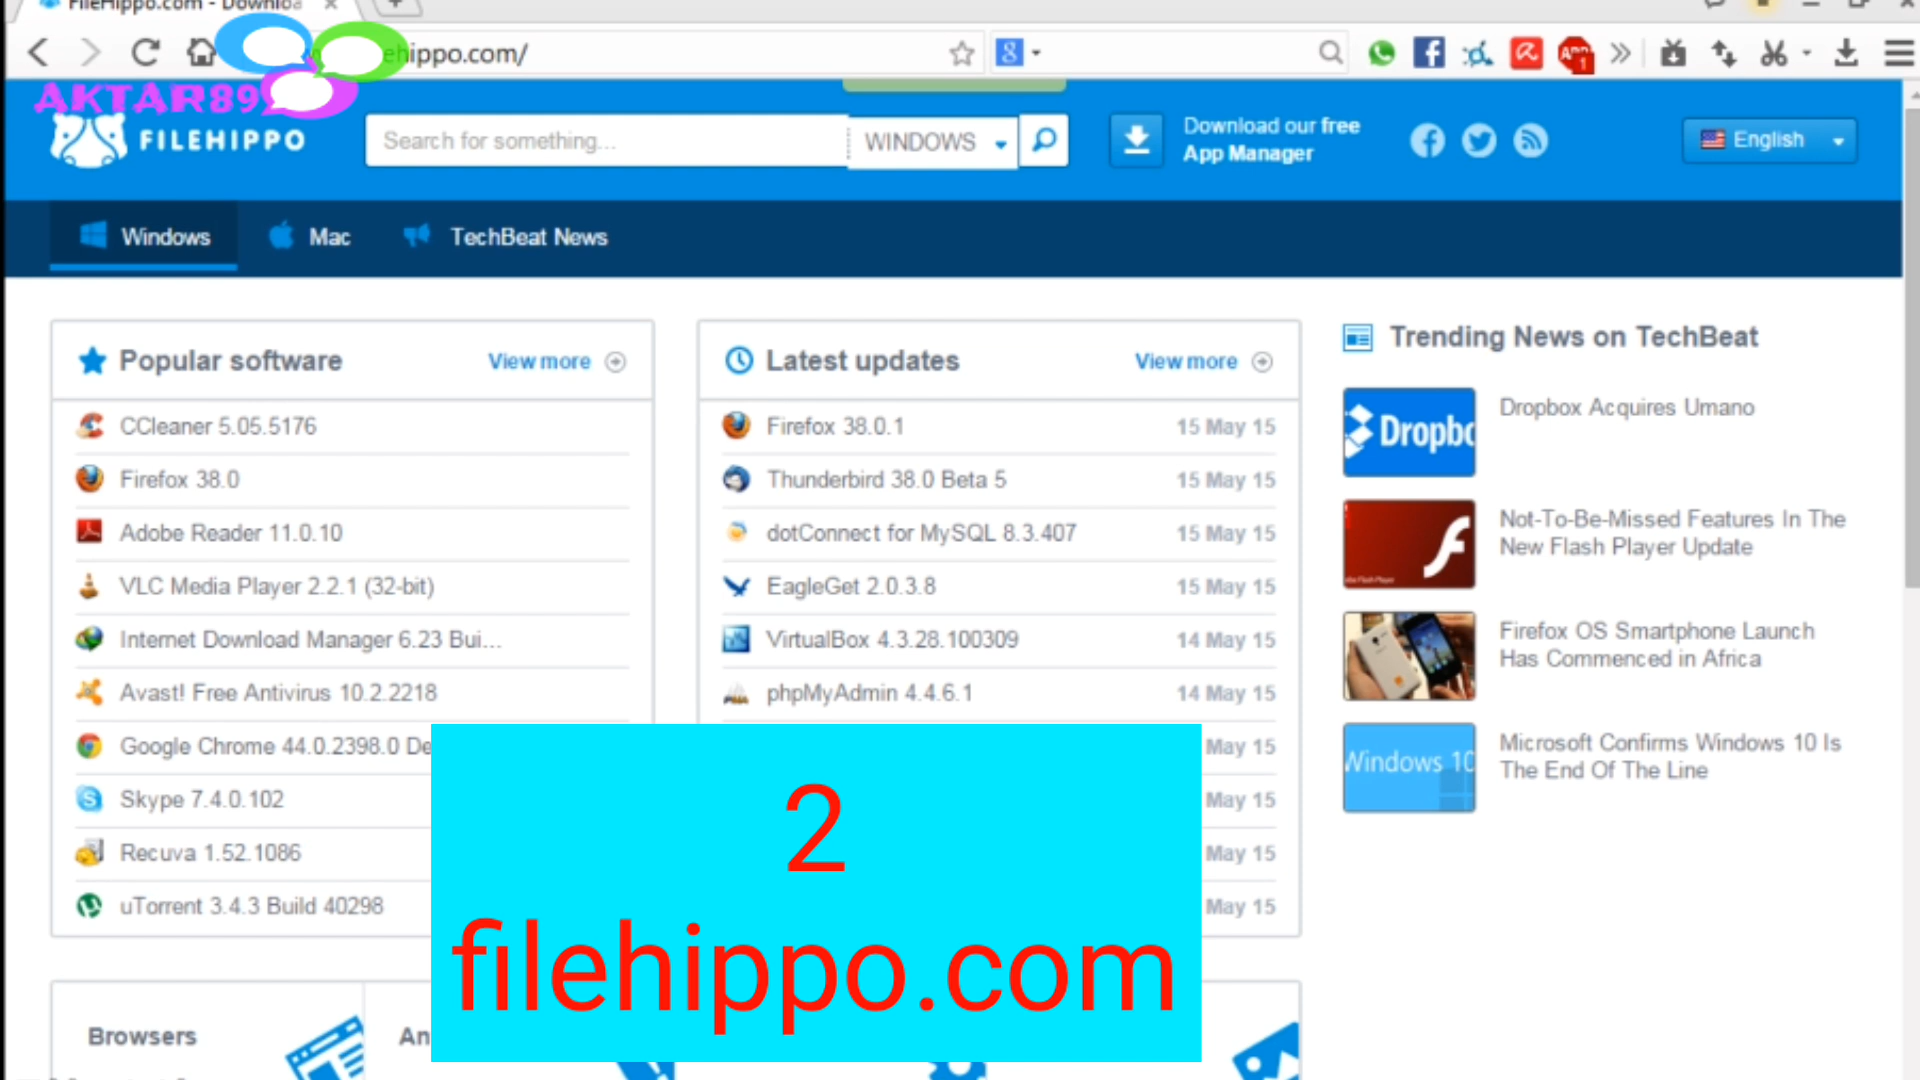 FileHippo.com - Downloa
ehippo.com/
AKTAR89
FILEHIPPO
Search for something...
WINDOWS
Download our free
App Manager
English
Windows
Mac
TechBeat News
Popular software
View more
CCleaner 5.05.5176
Firefox 38.0
Adobe Reader 11.0.10
VLC Media Player 2.2.1 (32-bit)
Internet Download Manager 6.23 Bui...
Avast! Free Antivirus 10.2.2218
Google Chrome 44.0.2398.0 De
Skype 7.4.0.102
Recuva 1.52.1086
uTorrent 3.4.3 Build 40298
Latest updates
View more
Firefox 38.0.1 15 May 15
Thunderbird 38.0 Beta 5 15 May 15
dotConnect for MySQL 8.3.407 15 May 15
EagleGet 2.0.3.8 15 May 15
VirtualBox 4.3.28.100309 14 May 15
phpMyAdmin 4.4.6.1 14 May 15
May 15
May 15
May 15
May 15
Trending News on TechBeat
Dropbo
Dropbox Acquires Umano
Not-To-Be-Missed Features In The
New Flash Player Update
Firefox OS Smartphone Launch
Has Commenced in Africa
Windows 10
Microsoft Confirms Windows 10 Is
The End Of The Line
2
filehippo.com
Browsers
An